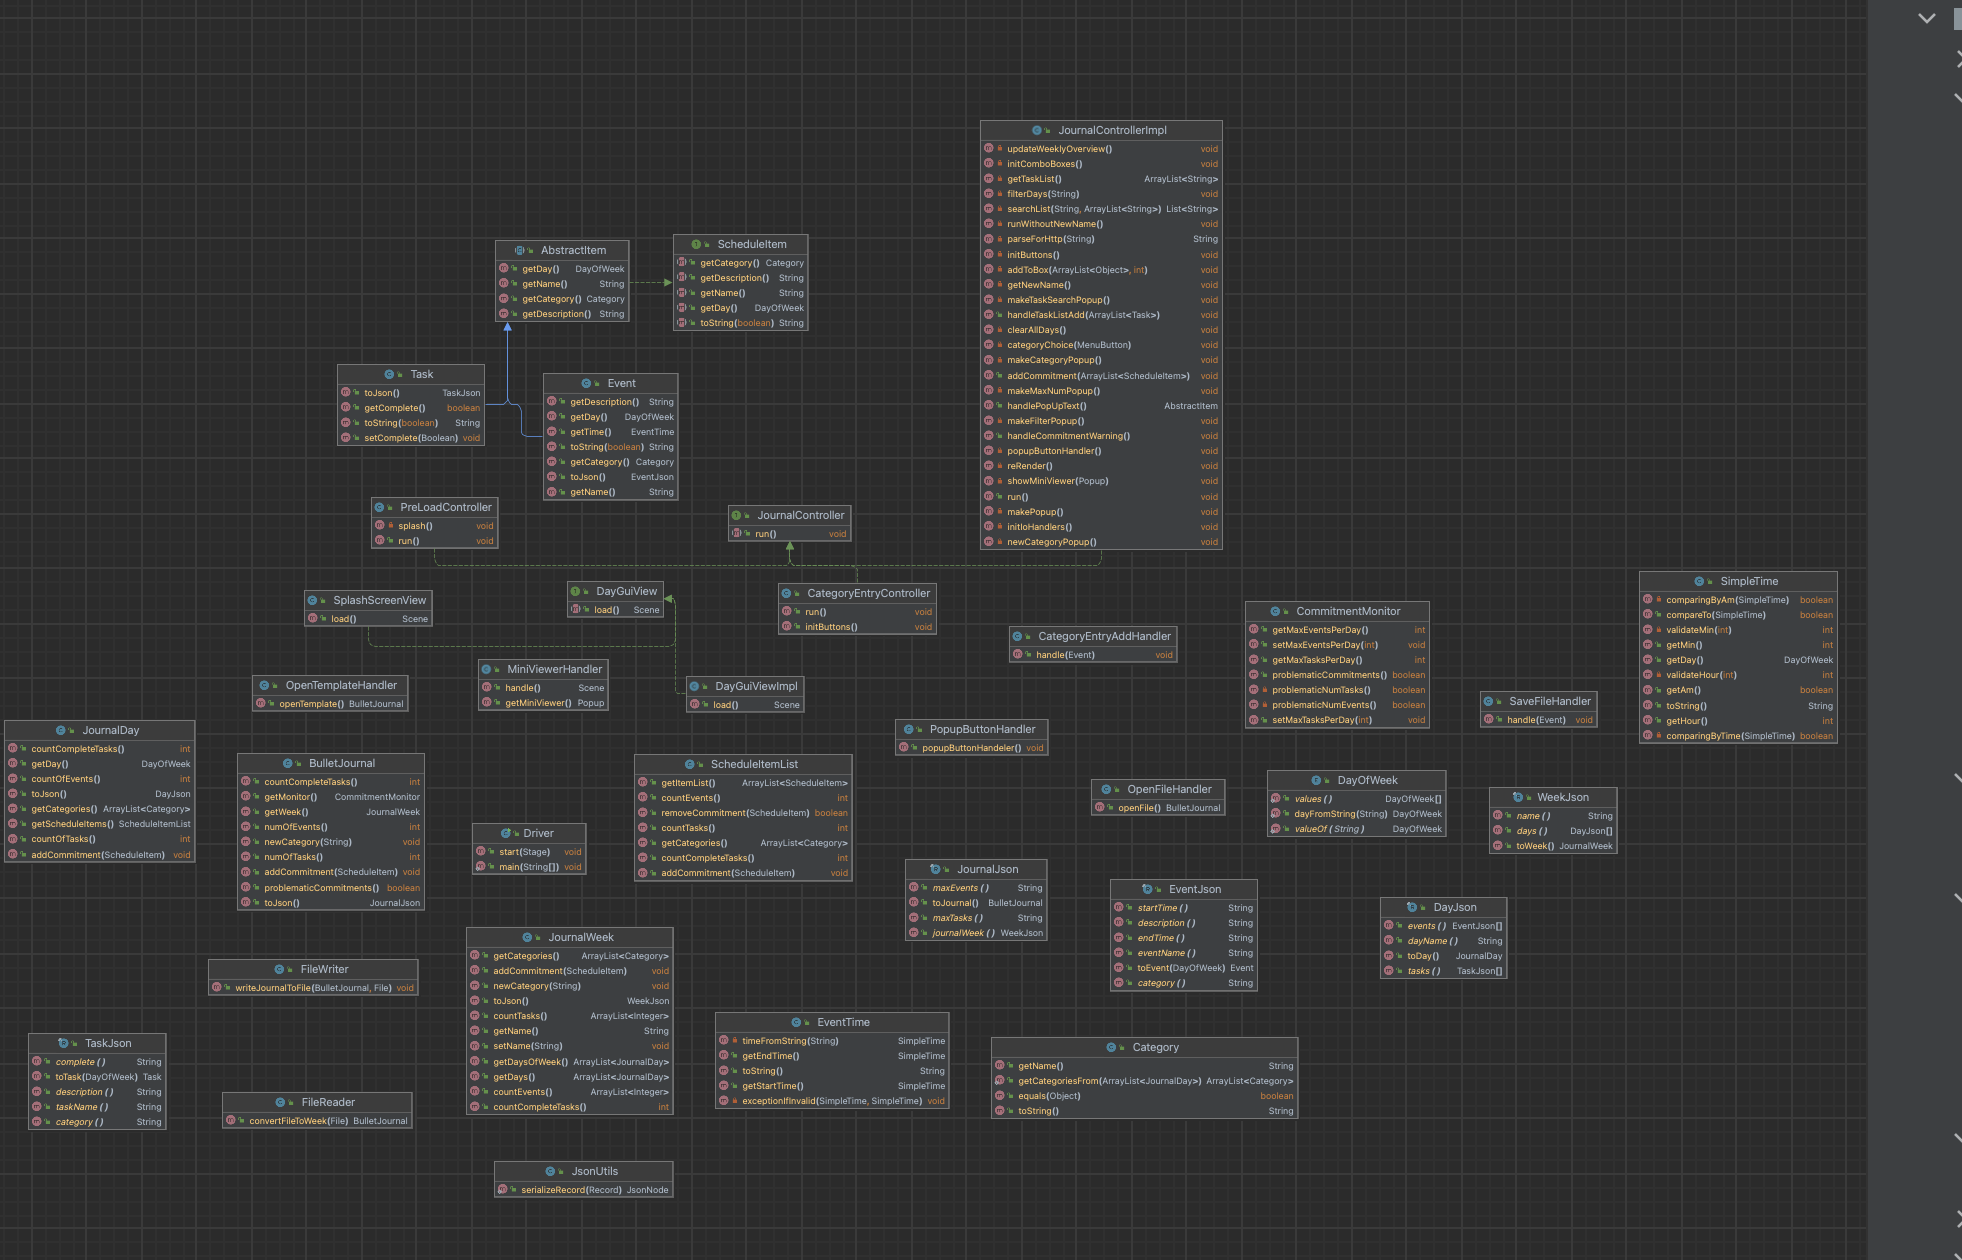 JournalControllerImpl
updateWeeklyOverview() void
initComboBoxes() void
getTaskList() ArrayList<String>
filterDays(String) void
searchList(String, ArrayList<String>) List<String>
runWithoutNewName() void
parseForHttp(String) String
initButtons() void
addToBox(ArrayList<Object>, int) void
getNewName() void
makeTaskSearchPopup() void
handleTaskListAdd(ArrayList<Task>) void
clearAllDays() void
categoryChoice(MenuButton) void
makeCategoryPopup() void
addCommitment(ArrayList<ScheduleItem>) void
makeMaxNumPopup() void
handlePopUpText() AbstractItem
makeFilterPopup() void
handleCommitmentWarning() void
popupButtonHandler() void
reRender() void
showMiniViewer(Popup) void
run() void
makePopup() void
initIoHandlers() void
newCategoryPopup() void
AbstractItem
getDay() DayOfWeek
getName() String
getCategory() Category
getDescription() String
ScheduleItem
getCategory() Category
getDescription() String
getName() String
getDay() DayOfWeek
toString(boolean) String
Task
toJson() TaskJson
getComplete() boolean
toString(boolean) String
setComplete(Boolean) void
Event
getDescription() String
getDay() DayOfWeek
getTime() EventTime
toString(boolean) String
getCategory() Category
toJson() EventJson
getName() String
PreLoadController
splash() void
run() void
JournalController
run() void
SplashScreenView
load() Scene
DayGuiView
load() Scene
CategoryEntryController
run() void
initButtons() void
CategoryEntryAddHandler
handle(Event) void
CommitmentMonitor
getMaxEventsPerDay() int
setMaxEventsPerDay(int) void
getMaxTasksPerDay() int
problematicCommitments() boolean
problematicNumTasks() boolean
problematicNumEvents() boolean
setMaxTasksPerDay(int) void
SimpleTime
comparingByAm(SimpleTime) boolean
compareTo(SimpleTime) boolean
validateMin(int) int
getMin() int
getDay() DayOfWeek
validateHour(int) int
getAm() boolean
toString() String
getHour() int
comparingByTime(SimpleTime) boolean
OpenTemplateHandler
openTemplate() BulletJournal
MiniViewerHandler
handle() Scene
getMiniViewer() Popup
DayGuiViewImpl
load() Scene
SaveFileHandler
handle(Event) void
JournalDay
countCompleteTasks() int
getDay() DayOfWeek
countOfEvents() int
toJson() DayJson
getCategories() ArrayList<Category>
getScheduleItems() ScheduleItemList
countOfTasks() int
addCommitment(ScheduleItem) void
PopupButtonHandler
popupButtonHandeler() void
BulletJournal
countCompleteTasks() int
getMonitor() CommitmentMonitor
getWeek() JournalWeek
numOfEvents() int
newCategory(String) void
numOfTasks() int
addCommitment(ScheduleItem) void
problematicCommitments() boolean
toJson() JournalJson
ScheduleItemList
getItemList() ArrayList<ScheduleItem>
countEvents() int
removeCommitment(ScheduleItem) boolean
countTasks() int
getCategories() ArrayList<Category>
countCompleteTasks() int
addCommitment(ScheduleItem) void
OpenFileHandler
openFile() BulletJournal
DayOfWeek
values() DayOfWeek[]
dayFromString(String) DayOfWeek
valueOf(String) DayOfWeek
WeekJson
name() String
days() DayJson[]
toWeek() JournalWeek
Driver
start(Stage) void
main(String[]) void
JournalJson
maxEvents() String
toJournal() BulletJournal
maxTasks() String
journalWeek() WeekJson
EventJson
startTime() String
description() String
endTime() String
eventName() String
toEvent(DayOfWeek) Event
category() String
DayJson
events() EventJson[]
dayName() String
toDay() JournalDay
tasks() TaskJson[]
JournalWeek
getCategories() ArrayList<Category>
addCommitment(ScheduleItem) void
newCategory(String) void
toJson() WeekJson
countTasks() ArrayList<Integer>
getName() String
setName(String) void
getDaysOfWeek() ArrayList<JournalDay>
getDays() ArrayList<JournalDay>
countEvents() ArrayList<Integer>
countCompleteTasks() int
FileWriter
writeJournalToFile(BulletJournal, File) void
EventTime
timeFromString(String) SimpleTime
getEndTime() SimpleTime
toString() String
getStartTime() SimpleTime
exceptionIfInvalid(SimpleTime, SimpleTime) void
TaskJson
complete() String
toTask(DayOfWeek) Task
description() String
taskName() String
category() String
Category
getName() String
getCategoriesFrom(ArrayList<JournalDay>) ArrayList<Category>
equals(Object) boolean
toString() String
FileReader
convertFileToWeek(File) BulletJournal
JsonUtils
serializeRecord(Record) JsonNode